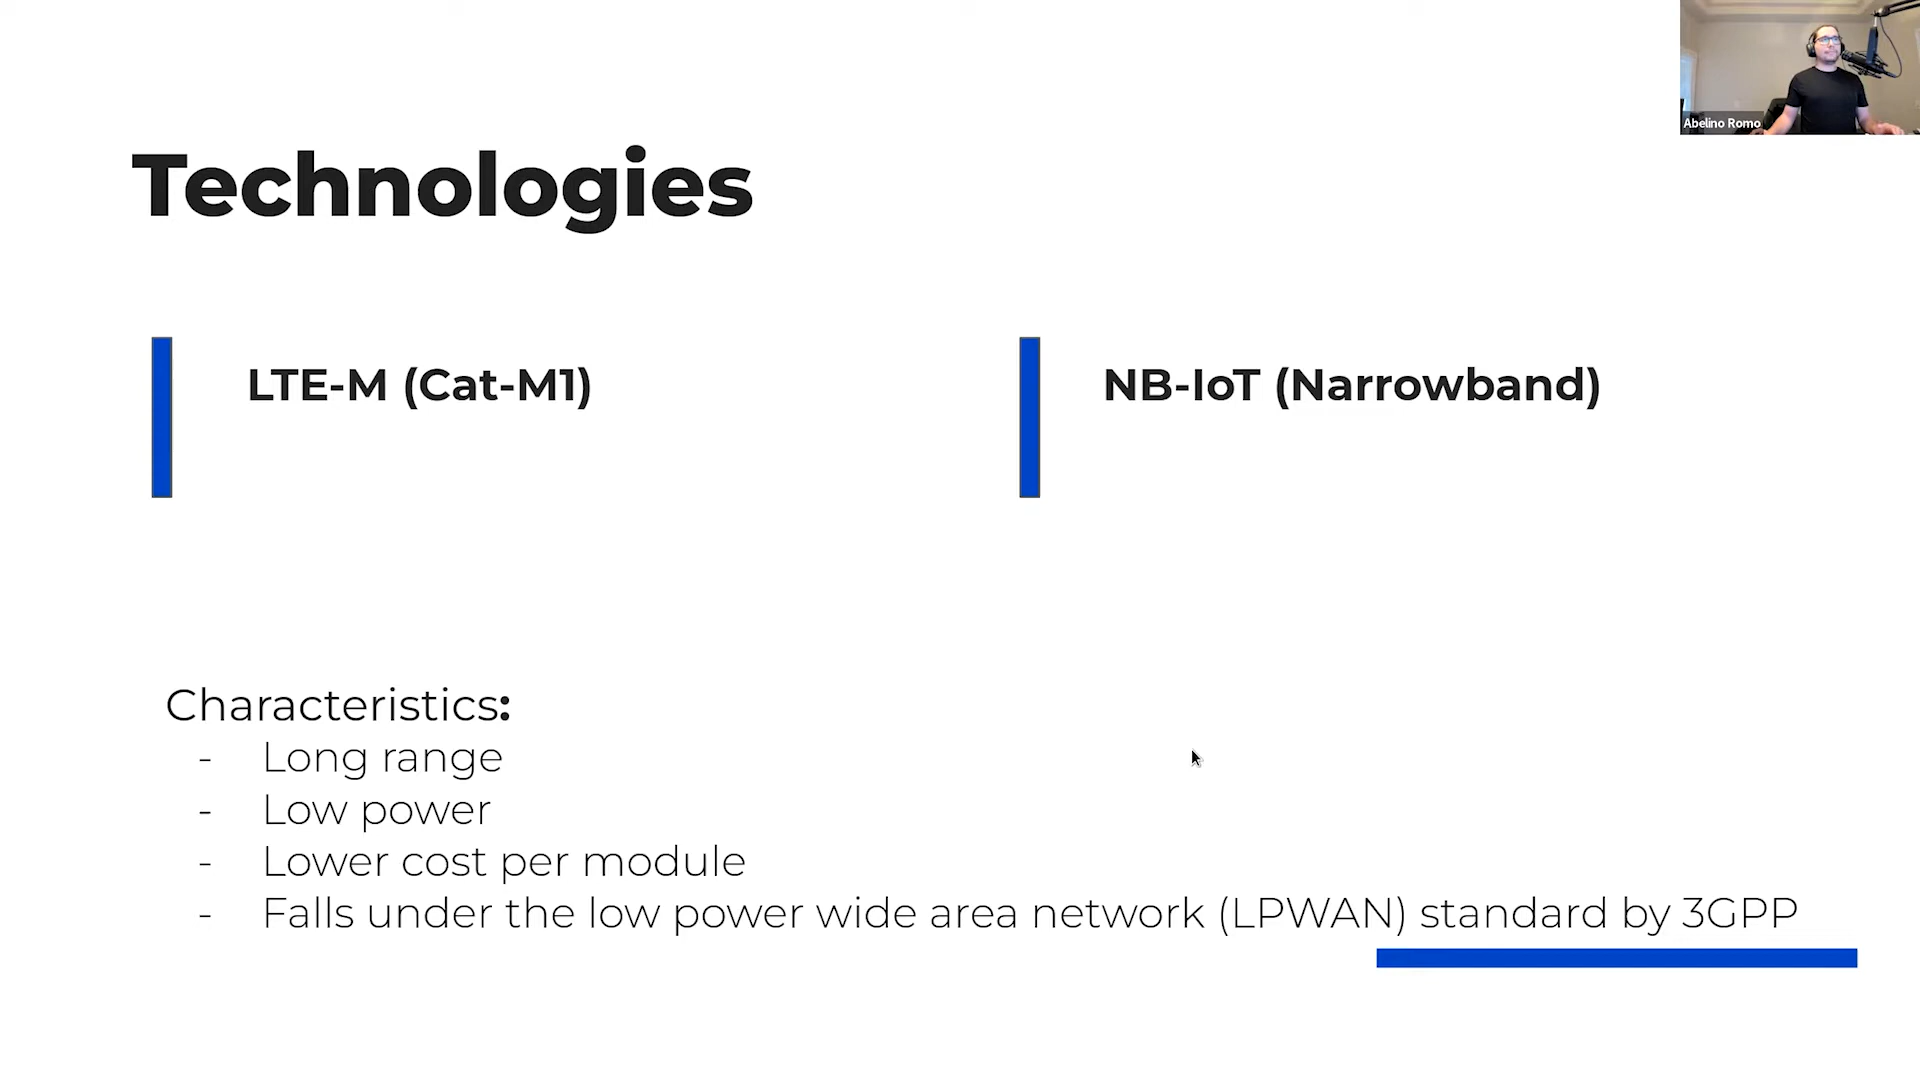 Abelino Romo
Technologies
LTE-M (Cat-M1)
NB-IoT (Narrowband)
Characteristics:
- Long range
- Low power
- Lower cost per module
- Falls under the low power wide area network (LPWAN) standard by 3GPP